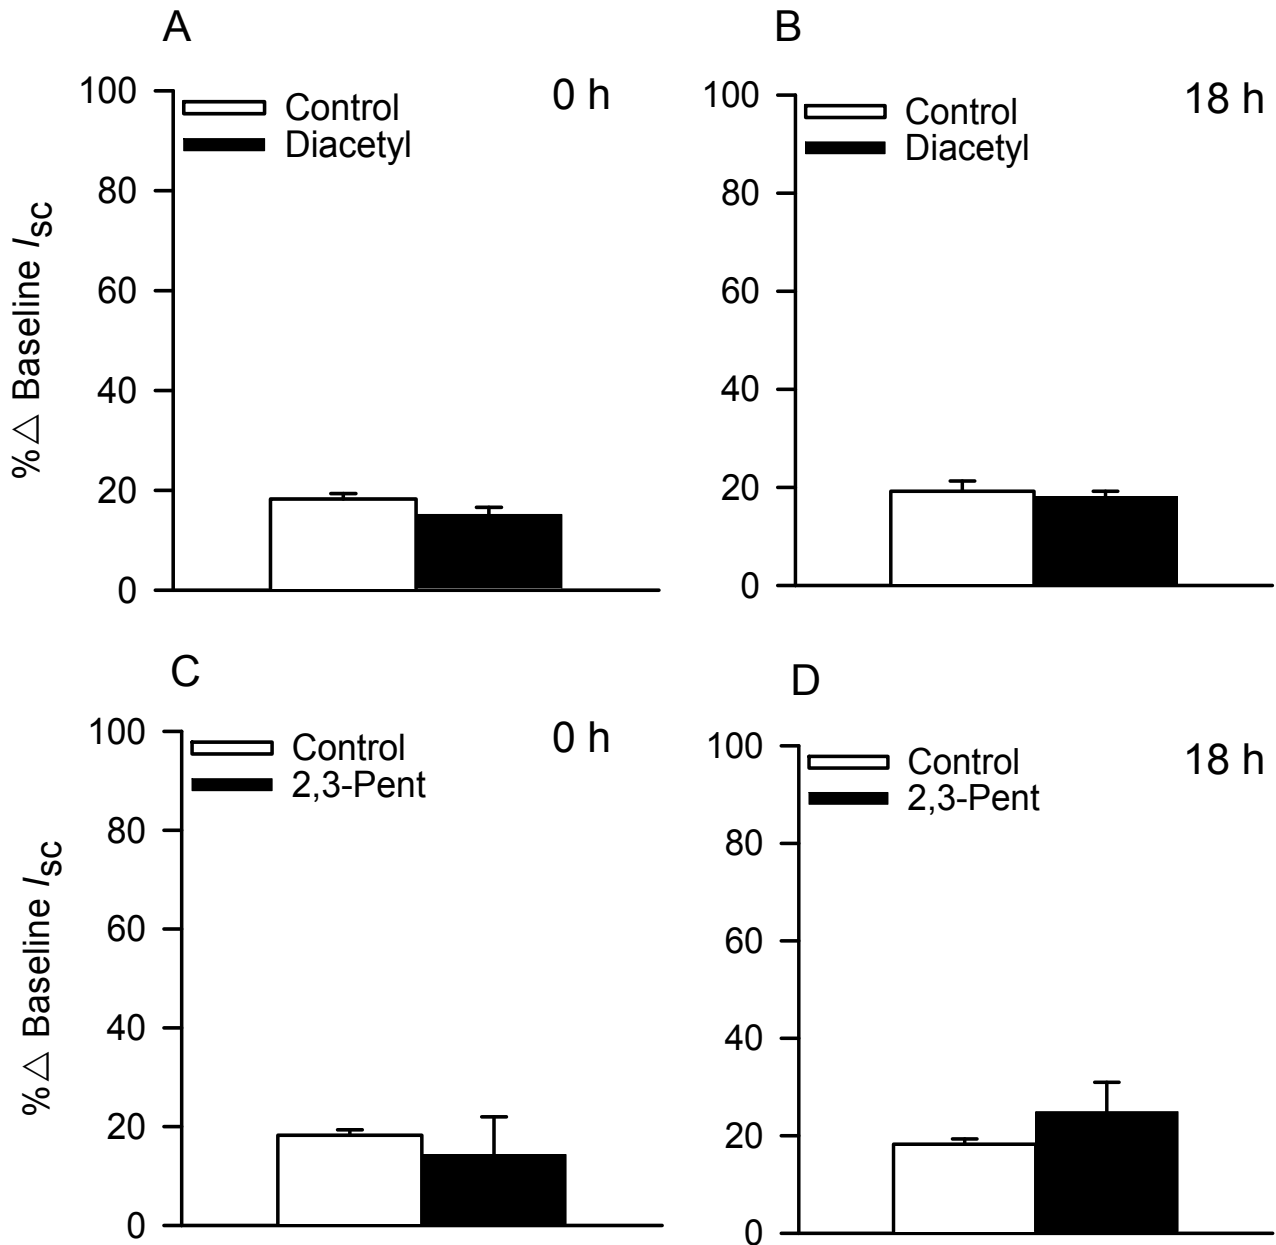 A
0 h
Control
Diacetyl
100
80
60
40
20
0
%△ Baseline Isc
B
18 h
Control
Diacetyl
100
80
60
40
20
0
C
0 h
Control
2,3-Pent
100
80
60
40
20
0
%△ Baseline Isc
D
18 h
Control
2,3-Pent
100
80
60
40
20
0